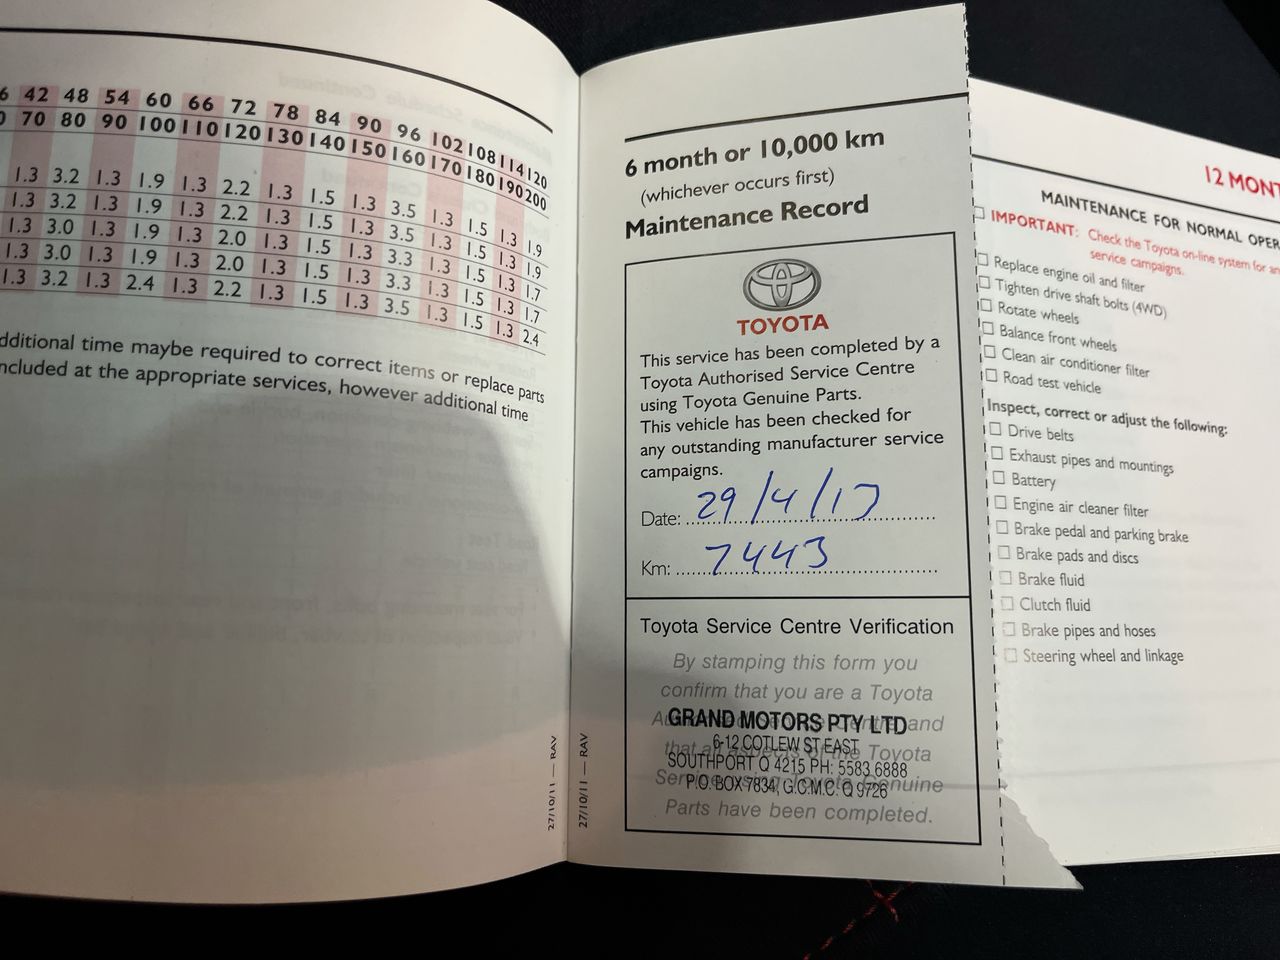 42 48 54 60 66 72 78 84 90 96 102 108 114 120
70 80 90 100 110 120 130 140 150 160 170 180 190 200
1.3 3.2 1.3 1.9 1.3 2.2 1.3 1.5 1.3 3.5 1.3 1.5 1.3 1.9
1.3 3.2 1.3 1.9 1.3 2.2 1.3 1.5 1.3 3.5 1.3 1.5 1.3 1.9
1.3 3.0 1.3 1.9 1.3 2.0 1.3 1.5 1.3 3.3 1.3 1.5 1.3 1.7
1.3 3.0 1.3 1.9 1.3 2.0 1.3 1.5 1.3 3.3 1.3 1.5 1.3 1.7
1.3 3.2 1.3 2.4 1.3 2.2 1.3 1.5 1.3 3.5 1.3 1.5 1.3 2.4
dditional time maybe required to correct items or replace parts
ncluded at the appropriate services, however additional time
27/10/11 — RAV
27/10/11 — RAV
6 month or 10,000 km
(whichever occurs first)
Maintenance Record
TOYOTA
This service has been completed by a
Toyota Authorised Service Centre
using Toyota Genuine Parts.
This vehicle has been checked for
any outstanding manufacturer service
campaigns.
Date: 29/4/13
Km: 7443
Toyota Service Centre Verification
By stamping this form you
confirm that you are a Toyota
Authorised Service Centre and
that all aspects of the Toyota
Service using Toyota Genuine
Parts have been completed.
GRAND MOTORS PTY LTD
6-12 COTLEW ST EAST
SOUTHPORT Q 4215 PH: 5583 6888
P.O. BOX 7834, G.C.M.C. Q 9726
12 MONT
MAINTENANCE FOR NORMAL OPER
IMPORTANT: Check the Toyota on-line system for an
service campaigns.
Replace engine oil and filter
Tighten drive shaft bolts (4WD)
Rotate wheels
Balance front wheels
Clean air conditioner filter
Road test vehicle
Inspect, correct or adjust the following:
Drive belts
Exhaust pipes and mountings
Battery
Engine air cleaner filter
Brake pedal and parking brake
Brake pads and discs
Brake fluid
Clutch fluid
Brake pipes and hoses
Steering wheel and linkage